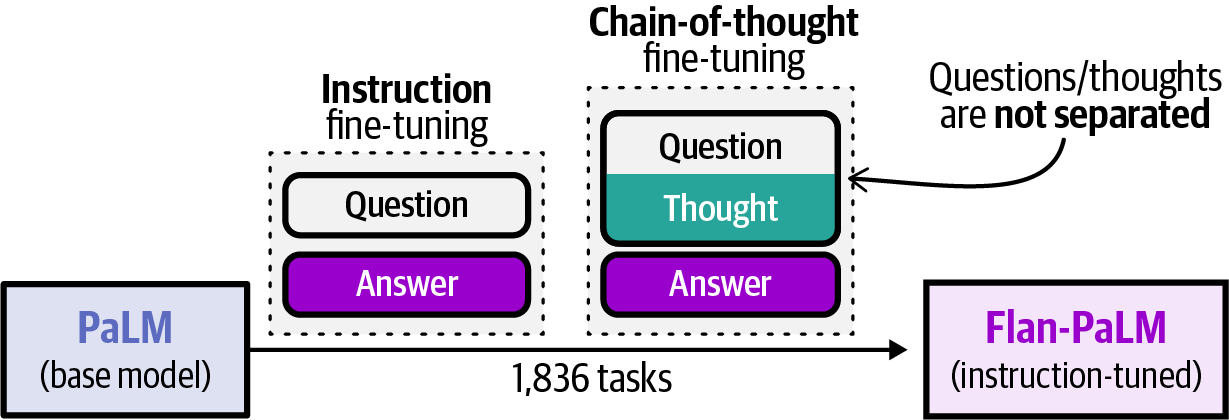 Chain-of-thought
fine-tuning
Instruction
fine-tuning
Questions/thoughts
are not separated
Question
Answer
Question
Thought
Answer
PaLM
(base model)
1,836 tasks
Flan-PaLM
(instruction-tuned)